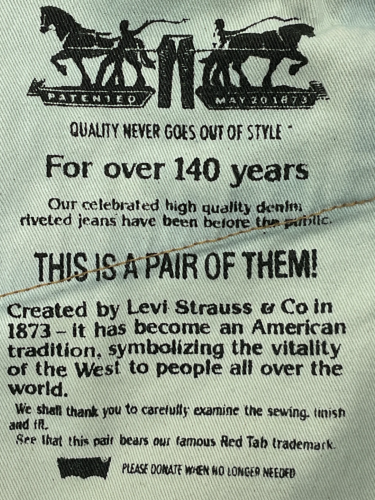 PATENTED MAY 20 1873
QUALITY NEVER GOES OUT OF STYLE
For over 140 years
Our celebrated high quality denim
riveted jeans have been before the public.
THIS IS A PAIR OF THEM!
Created by Levi Strauss & Co in
1873 – it has become an American
tradition, symbolizing the vitality
of the West to people all over the
world.
We shall thank you to carefully examine the sewing, finish
and fit.
See that this pair bears our famous Red Tab trademark.
PLEASE DONATE WHEN NO LONGER NEEDED